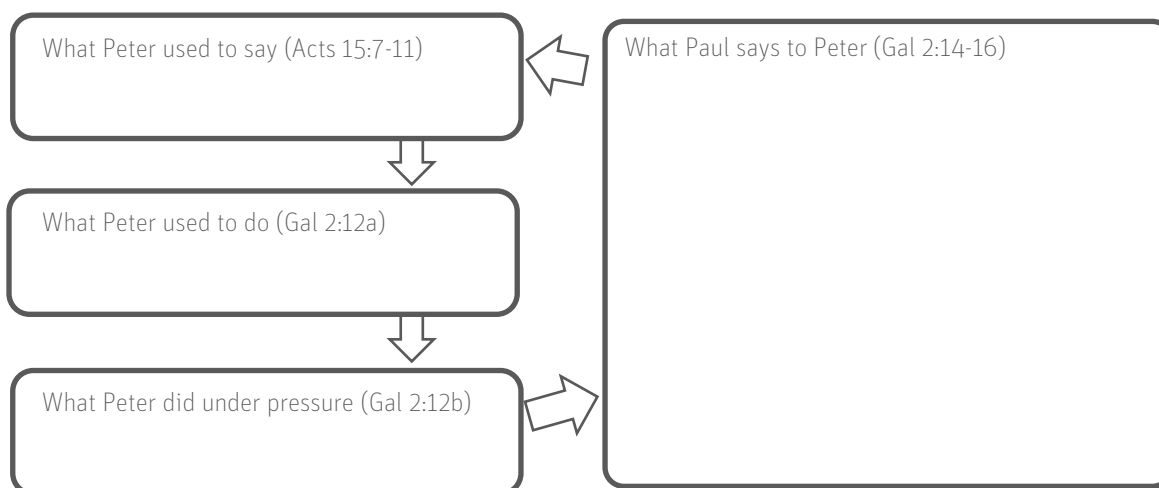 What Peter used to say (Acts 15:7-11)
What Peter used to do (Gal 2:12a)
What Peter did under pressure (Gal 2:12b)
What Paul says to Peter (Gal 2:14-16)